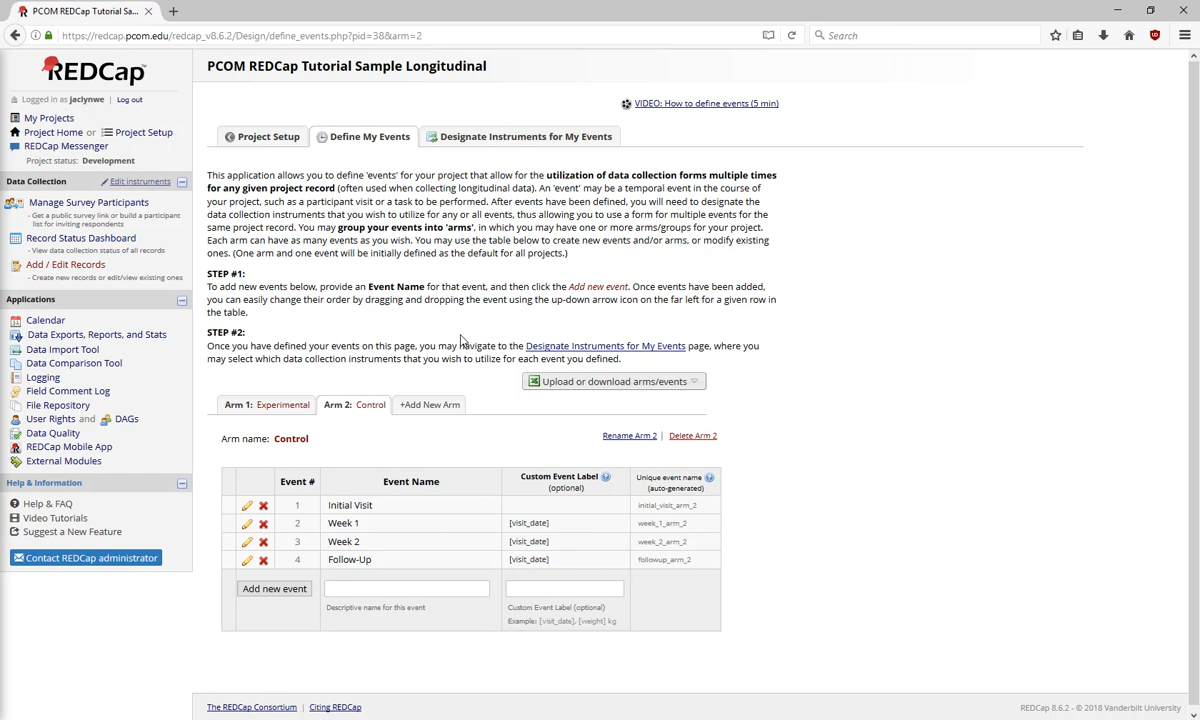 PCOM REDCap Tutorial Sa...
https://redcap.pcom.edu/redcap_v8.6.2/Design/define_events.php?pid=38&arm=2
Search
REDCap
Logged in as jaclynwe | Log out
My Projects
Project Home or Project Setup
REDCap Messenger
Project status: Development
Data Collection Edit instruments
Manage Survey Participants
- Get a public survey link or build a participant
list for inviting respondents
Record Status Dashboard
- View data collection status of all records
Add / Edit Records
- Create new records or edit/view existing ones
Applications
Calendar
Data Exports, Reports, and Stats
Data Import Tool
Data Comparison Tool
Logging
Field Comment Log
File Repository
User Rights and DAGs
Data Quality
REDCap Mobile App
External Modules
Help & Information
Help & FAQ
Video Tutorials
Suggest a New Feature
Contact REDCap administrator
PCOM REDCap Tutorial Sample Longitudinal
VIDEO: How to define events (5 min)
Project Setup Define My Events Designate Instruments for My Events
This application allows you to define 'events' for your project that allow for the utilization of data collection forms multiple times
for any given project record (often used when collecting longitudinal data). An 'event' may be a temporal event in the course of
your project, such as a participant visit or a task to be performed. After events have been defined, you will need to designate the
data collection instruments that you wish to utilize for any or all events, thus allowing you to use a form for multiple events for the
same project record. You may group your events into 'arms', in which you may have one or more arms/groups for your project.
Each arm can have as many events as you wish. You may use the table below to create new events and/or arms, or modify existing
ones. (One arm and one event will be initially defined as the default for all projects.)
STEP #1:
To add new events below, provide an Event Name for that event, and then click the Add new event. Once events have been added,
you can easily change their order by dragging and dropping the event using the up-down arrow icon on the far left for a given row in
the table.
STEP #2:
Once you have defined your events on this page, you may navigate to the Designate Instruments for My Events page, where you
may select which data collection instruments that you wish to utilize for each event you defined.
Upload or download arms/events
Arm 1: Experimental Arm 2: Control +Add New Arm
Arm name: Control Rename Arm 2 | Delete Arm 2
Event # Event Name Custom Event Label (optional) Unique event name (auto-generated)
1 Initial Visit initial_visit_arm_2
2 Week 1 [visit_date] week_1_arm_2
3 Week 2 [visit_date] week_2_arm_2
4 Follow-Up [visit_date] followup_arm_2
Add new event
Descriptive name for this event Custom Event Label (optional)
Example: [visit_date], [weight] kg
The REDCap Consortium | Citing REDCap
REDCap 8.6.2 - © 2018 Vanderbilt University